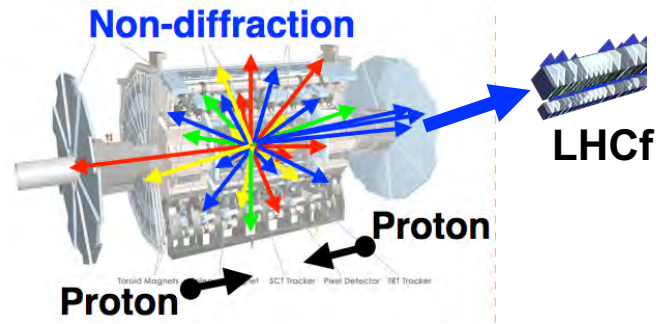 Non-diffraction
LHCf
Proton
Toroid Magnets SCT Tracker Pixel Detector TRT Tracker
Proton